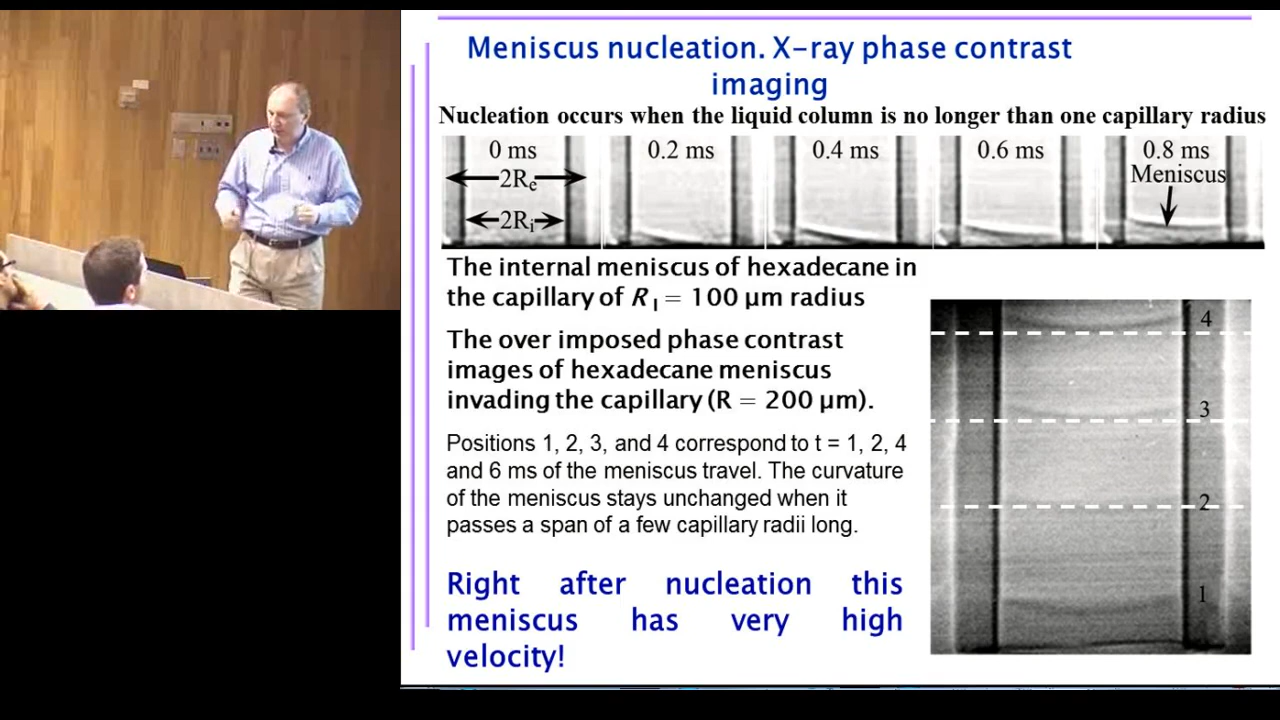 Meniscus nucleation. X-ray phase contrast
imaging
Nucleation occurs when the liquid column is no longer than one capillary radius
0 ms 0.2 ms 0.4 ms 0.6 ms 0.8 ms
2Re Meniscus
2Ri
The internal meniscus of hexadecane in
the capillary of R I = 100 µm radius
The over imposed phase contrast
images of hexadecane meniscus
invading the capillary (R = 200 µm).
Positions 1, 2, 3, and 4 correspond to t = 1, 2, 4
and 6 ms of the meniscus travel. The curvature
of the meniscus stays unchanged when it
passes a span of a few capillary radii long.
Right after nucleation this
meniscus has very high
velocity!
4
3
2
1